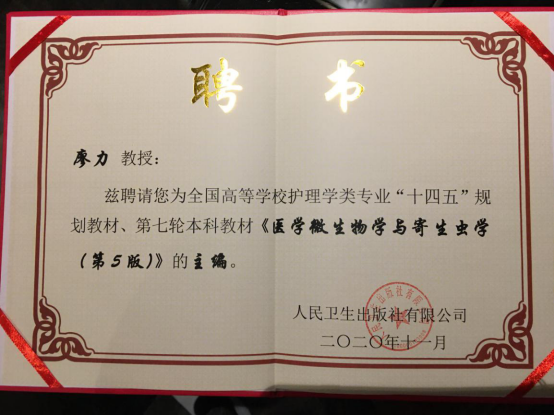 聘 书
廖力 教授：
兹聘请您为全国高等学校护理学类专业“十四五”规
划教材、第七轮本科教材《医学微生物学与寄生虫学
（第5版）》的主编。
人民卫生出版社有限公司
二〇二〇年十一月